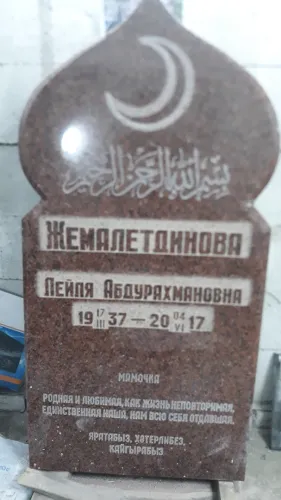 بسم الله الرحمن الرحيم
ЖЕМАЛЕТДИНОВА
ЛЕЙЛЯ АБДУРАХМАНОВНА
19 17/III 37 — 20 04/VI 17
МАМОЧКА
РОДНАЯ И ЛЮБИМАЯ, КАК ЖИЗНЬ НЕПОВТОРИМАЯ,
ЕДИНСТВЕННАЯ НАША, НАМ ВСЮ СЕБЯ ОТДАВШАЯ.
ЯРАТАБЫЗ, ХӘТЕРЛИБЕЗ,
КАЙГЫРАБЫЗ